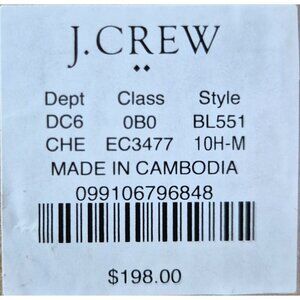 J.CREW
Dept Class Style
DC6 0B0 BL551
CHE EC3477 10H-M
MADE IN CAMBODIA
099106796848
$198.00